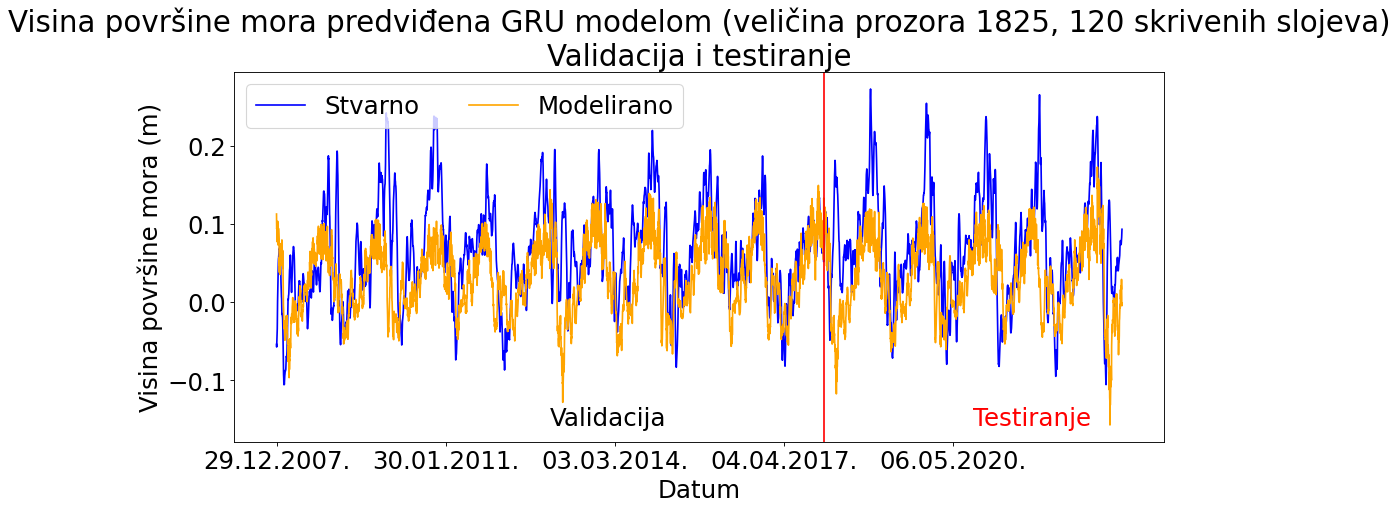 Visina površine mora predviđena GRU modelom (veličina prozora 1825, 120 skrivenih slojeva)
Validacija i testiranje
Stvarno Modelirano
Visina površine mora (m)
0.2
0.1
0.0
−0.1
Validacija
Testiranje
29.12.2007. 30.01.2011. 03.03.2014. 04.04.2017. 06.05.2020.
Datum